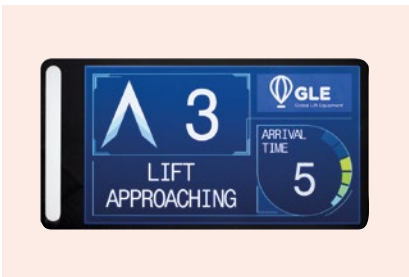 3
GLE
Global Lift Equipment
ARRIVAL
TIME
5
LIFT
APPROACHING